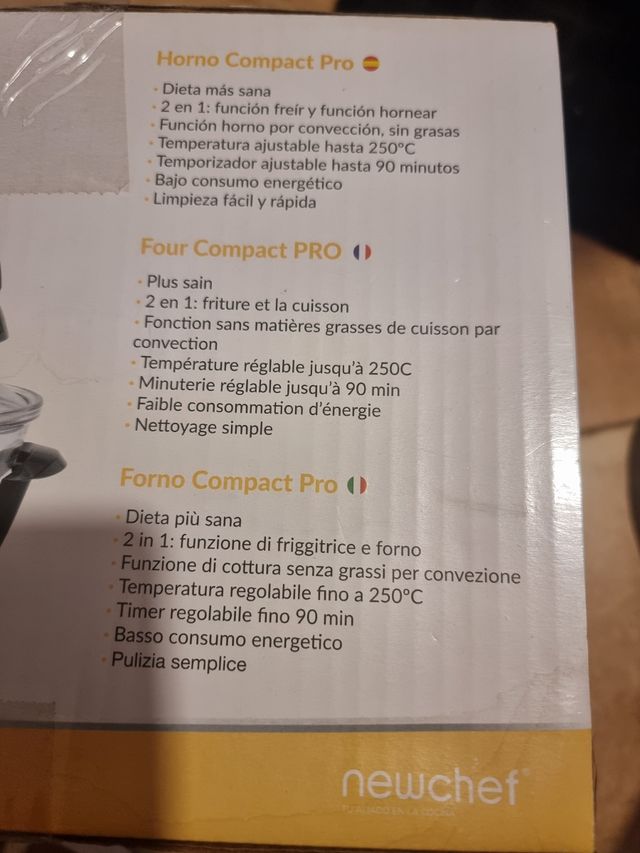 Horno Compact Pro
· Dieta más sana
· 2 en 1: función freír y función hornear
· Función horno por convección, sin grasas
· Temperatura ajustable hasta 250°C
· Temporizador ajustable hasta 90 minutos
· Bajo consumo energético
· Limpieza fácil y rápida
Four Compact PRO
· Plus sain
· 2 en 1: friture et la cuisson
· Fonction sans matières grasses de cuisson par
convection
· Température réglable jusqu'à 250C
· Minuterie réglable jusqu'à 90 min
· Faible consommation d'énergie
· Nettoyage simple
Forno Compact Pro
· Dieta più sana
· 2 in 1: funzione di friggitrice e forno
· Funzione di cottura senza grassi per convezione
· Temperatura regolabile fino a 250°C
· Timer regolabile fino 90 min
· Basso consumo energetico
· Pulizia semplice
newchef
TU ALIADO EN LA COCINA